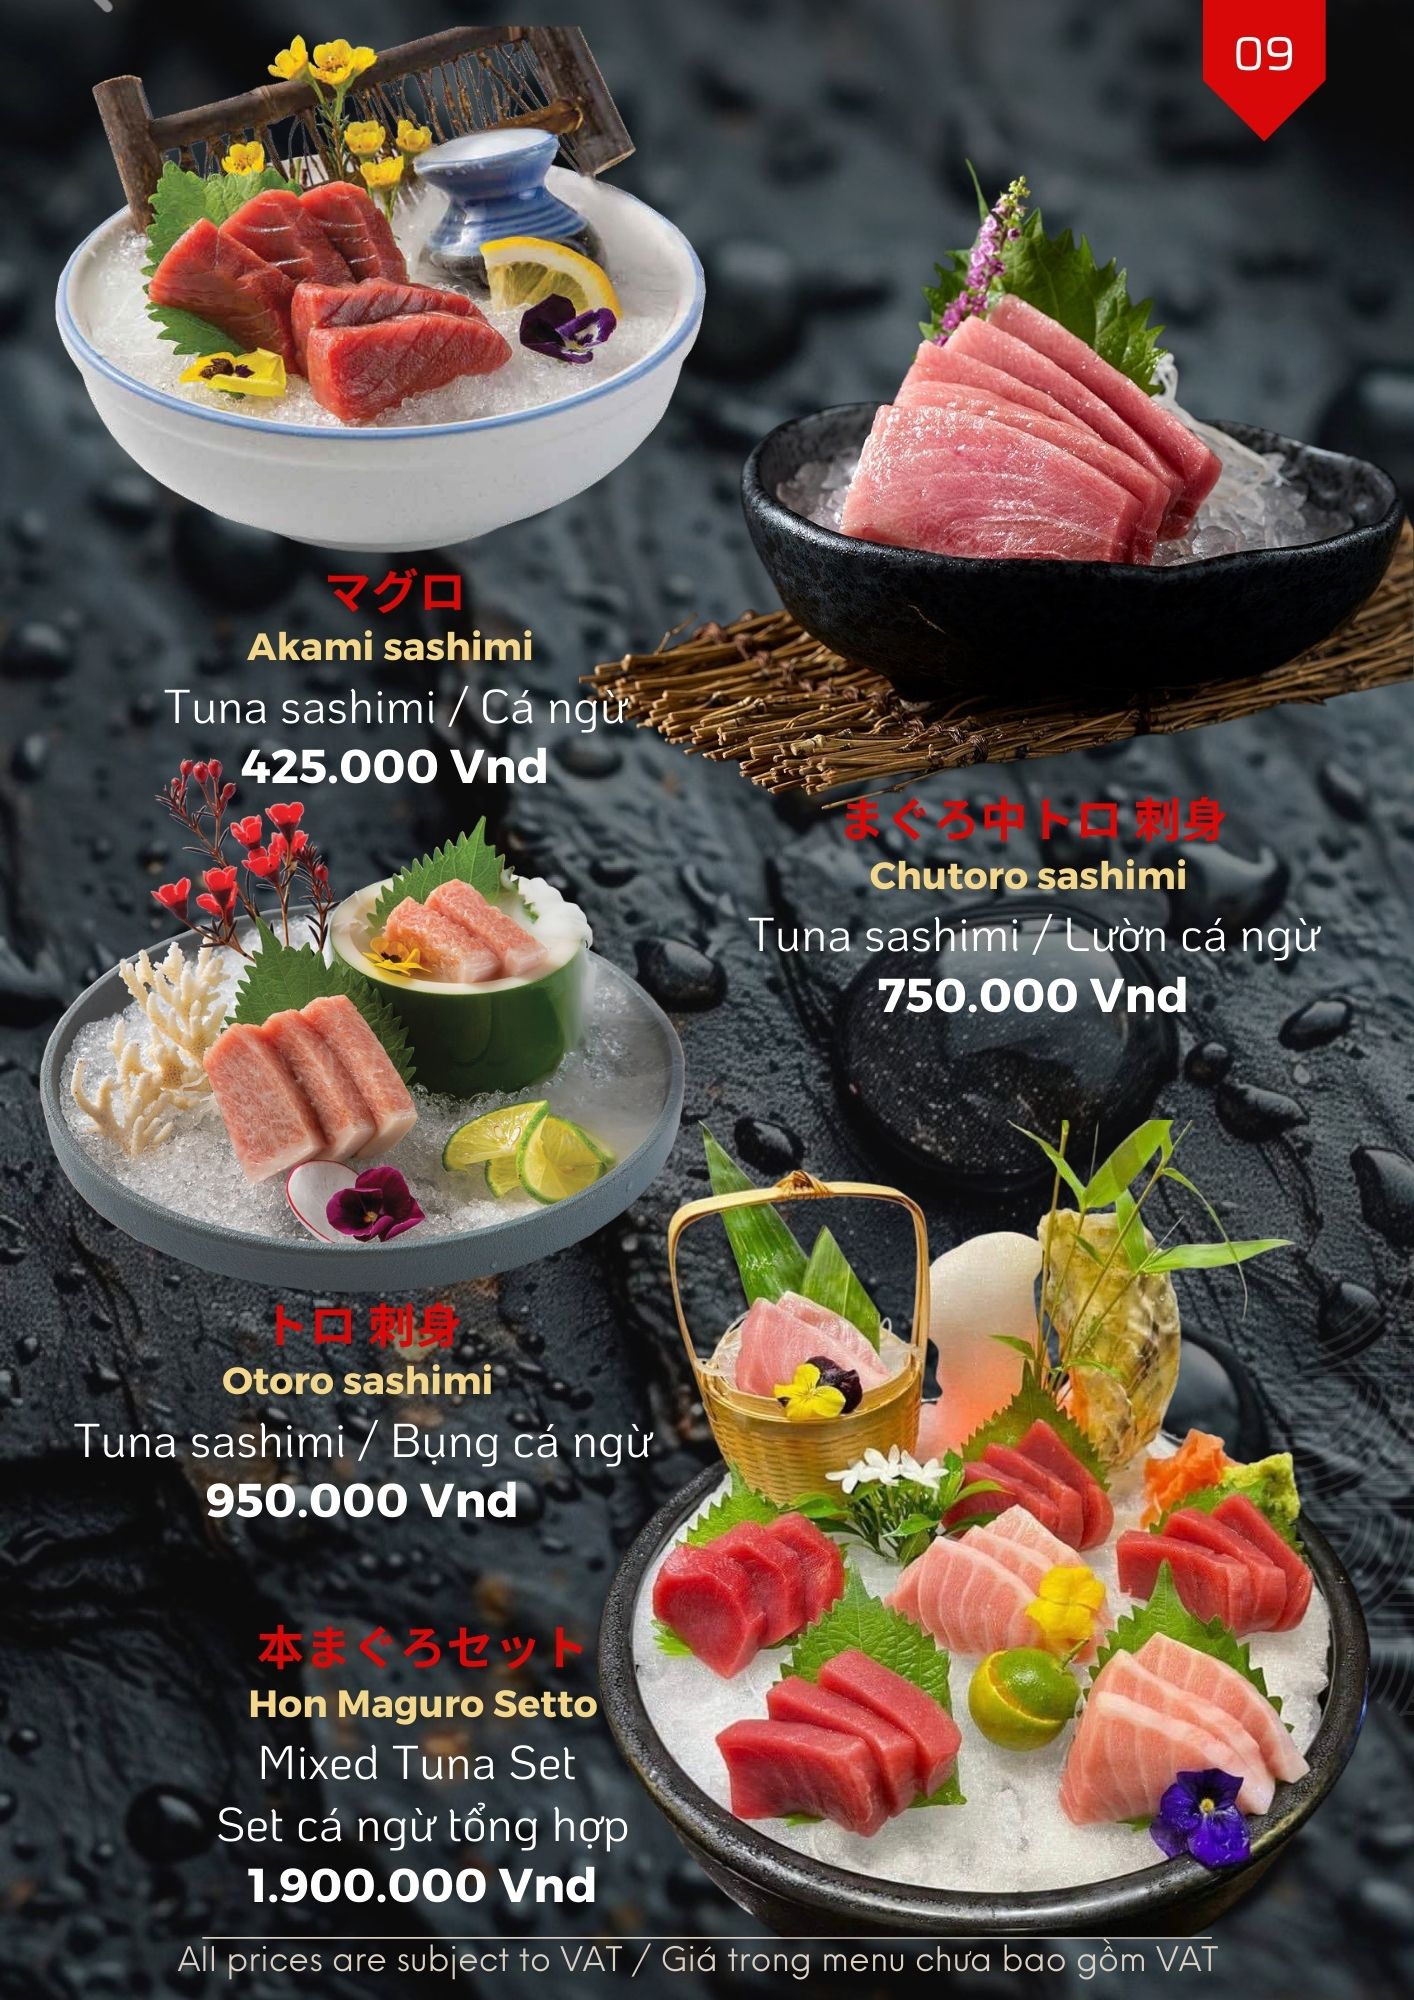 09
マグロ
Akami sashimi
Tuna sashimi / Cá ngừ
425.000 Vnd
まぐろ中トロ 刺身
Chutoro sashimi
Tuna sashimi / Lườn cá ngừ
750.000 Vnd
トロ 刺身
Otoro sashimi
Tuna sashimi / Bụng cá ngừ
950.000 Vnd
本まぐろセット
Hon Maguro Setto
Mixed Tuna Set
Set cá ngừ tổng hợp
1.900.000 Vnd
All prices are subject to VAT / Giá trong menu chưa bao gồm VAT